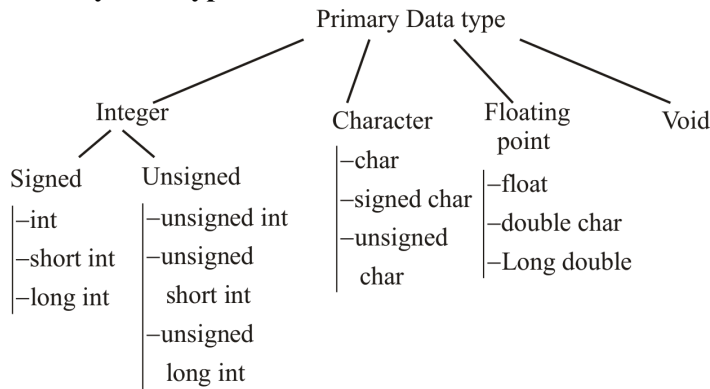 Primary Data type
Integer
Character
Floating
point
Void
Signed
–int
–short int
–long int
Unsigned
–unsigned int
–unsigned
short int
–unsigned
long int
–char
–signed char
–unsigned
char
–float
–double char
–Long double